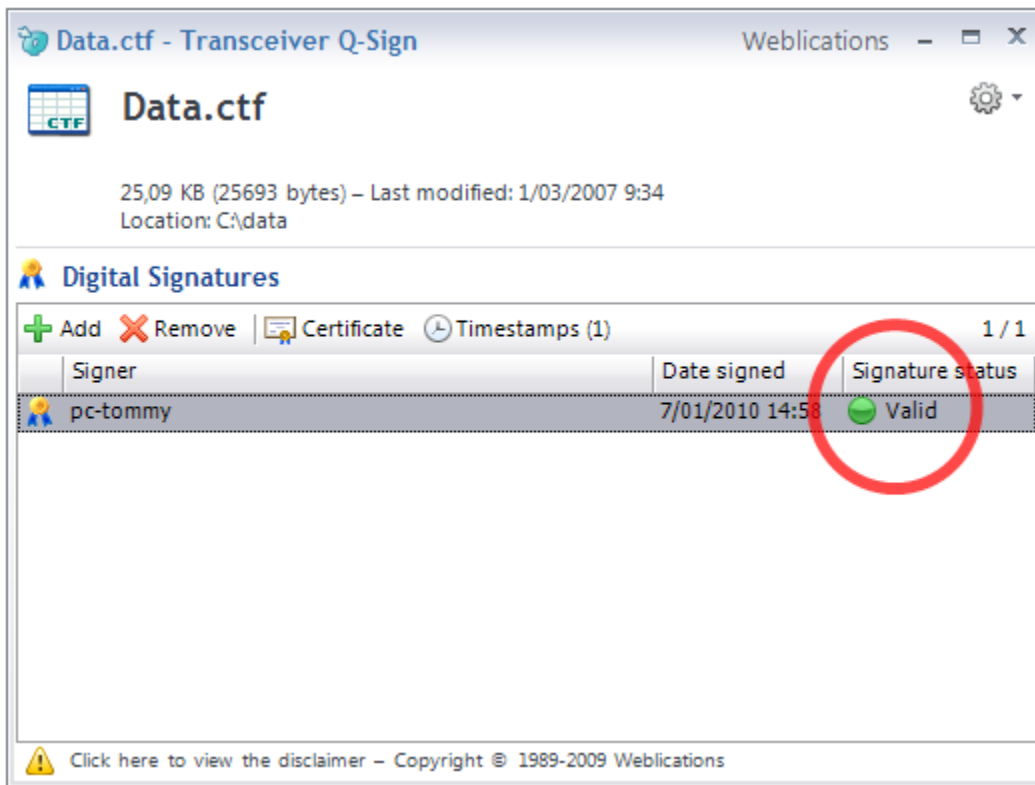 Data.ctf - Transceiver Q-Sign Weblications
CTF
Data.ctf
25,09 KB (25693 bytes) – Last modified: 1/03/2007 9:34
Location: C:\data
Digital Signatures
Add Remove Certificate Timestamps (1) 1 / 1
Signer Date signed Signature status
pc-tommy 7/01/2010 14:58 Valid
Click here to view the disclaimer – Copyright © 1989-2009 Weblications